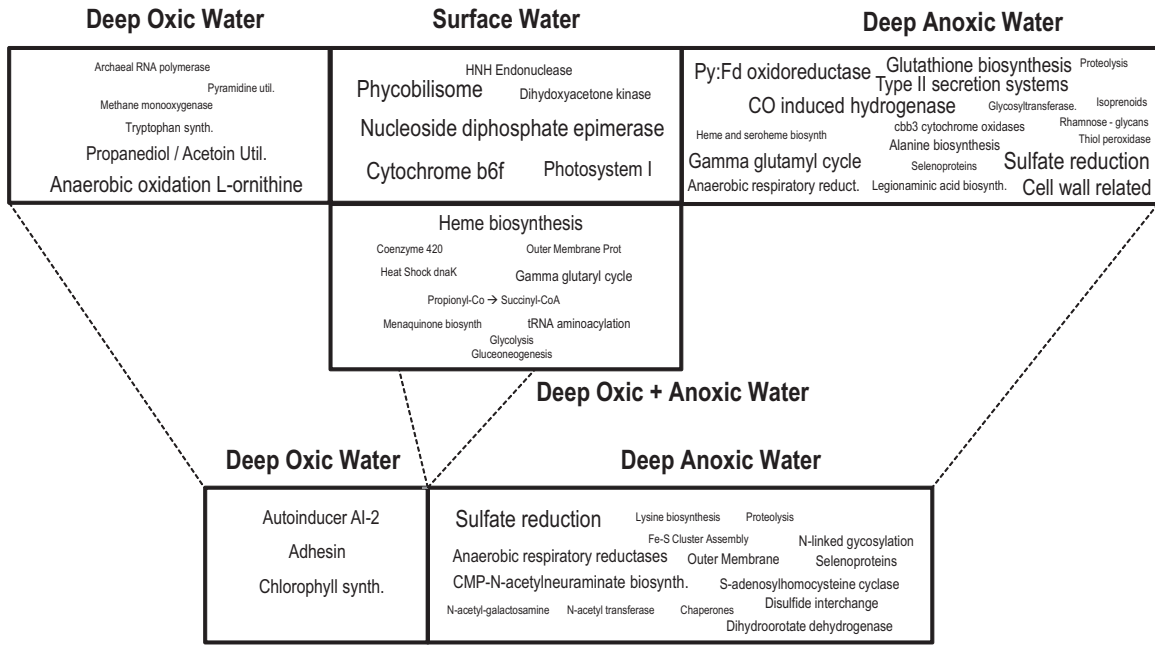 Deep Oxic Water
Surface Water
Deep Anoxic Water
Archaeal RNA polymerase
Pyramidine util.
Methane monooxygenase
Tryptophan synth.
Propanediol / Acetoin Util.
Anaerobic oxidation L-ornithine
HNH Endonuclease
Phycobilisome
Dihydoxyacetone kinase
Nucleoside diphosphate epimerase
Cytochrome b6f
Photosystem I
Py:Fd oxidoreductase
Glutathione biosynthesis
Proteolysis
Type II secretion systems
CO induced hydrogenase
Glycosyltransferase.
Isoprenoids
Heme and seroheme biosynth
cbb3 cytochrome oxidases
Rhamnose - glycans
Alanine biosynthesis
Thiol peroxidase
Gamma glutamyl cycle
Selenoproteins
Sulfate reduction
Anaerobic respiratory reduct.
Legionaminic acid biosynth.
Cell wall related
Heme biosynthesis
Coenzyme 420
Outer Membrane Prot
Heat Shock dnaK
Gamma glutaryl cycle
Propionyl-Co → Succinyl-CoA
Menaquinone biosynth
tRNA aminoacylation
Glycolysis
Gluceoneogenesis
Deep Oxic + Anoxic Water
Deep Oxic Water
Deep Anoxic Water
Autoinducer AI-2
Adhesin
Chlorophyll synth.
Sulfate reduction
Lysine biosynthesis
Proteolysis
Fe-S Cluster Assembly
N-linked gycosylation
Anaerobic respiratory reductases
Outer Membrane
Selenoproteins
CMP-N-acetylneuraminate biosynth.
S-adenosylhomocysteine cyclase
N-acetyl-galactosamine
N-acetyl transferase
Chaperones
Disulfide interchange
Dihydroorotate dehydrogenase